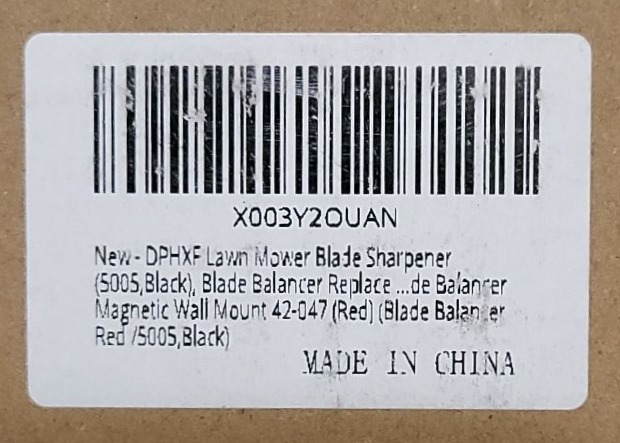 X003Y2OUAN
New - DPHXF Lawn Mower Blade Sharpener
(5005,Black), Blade Balancer Replace ...de Balancer
Magnetic Wall Mount 42-047 (Red) (Blade Balancer
Red /5005,Black)
MADE IN CHINA